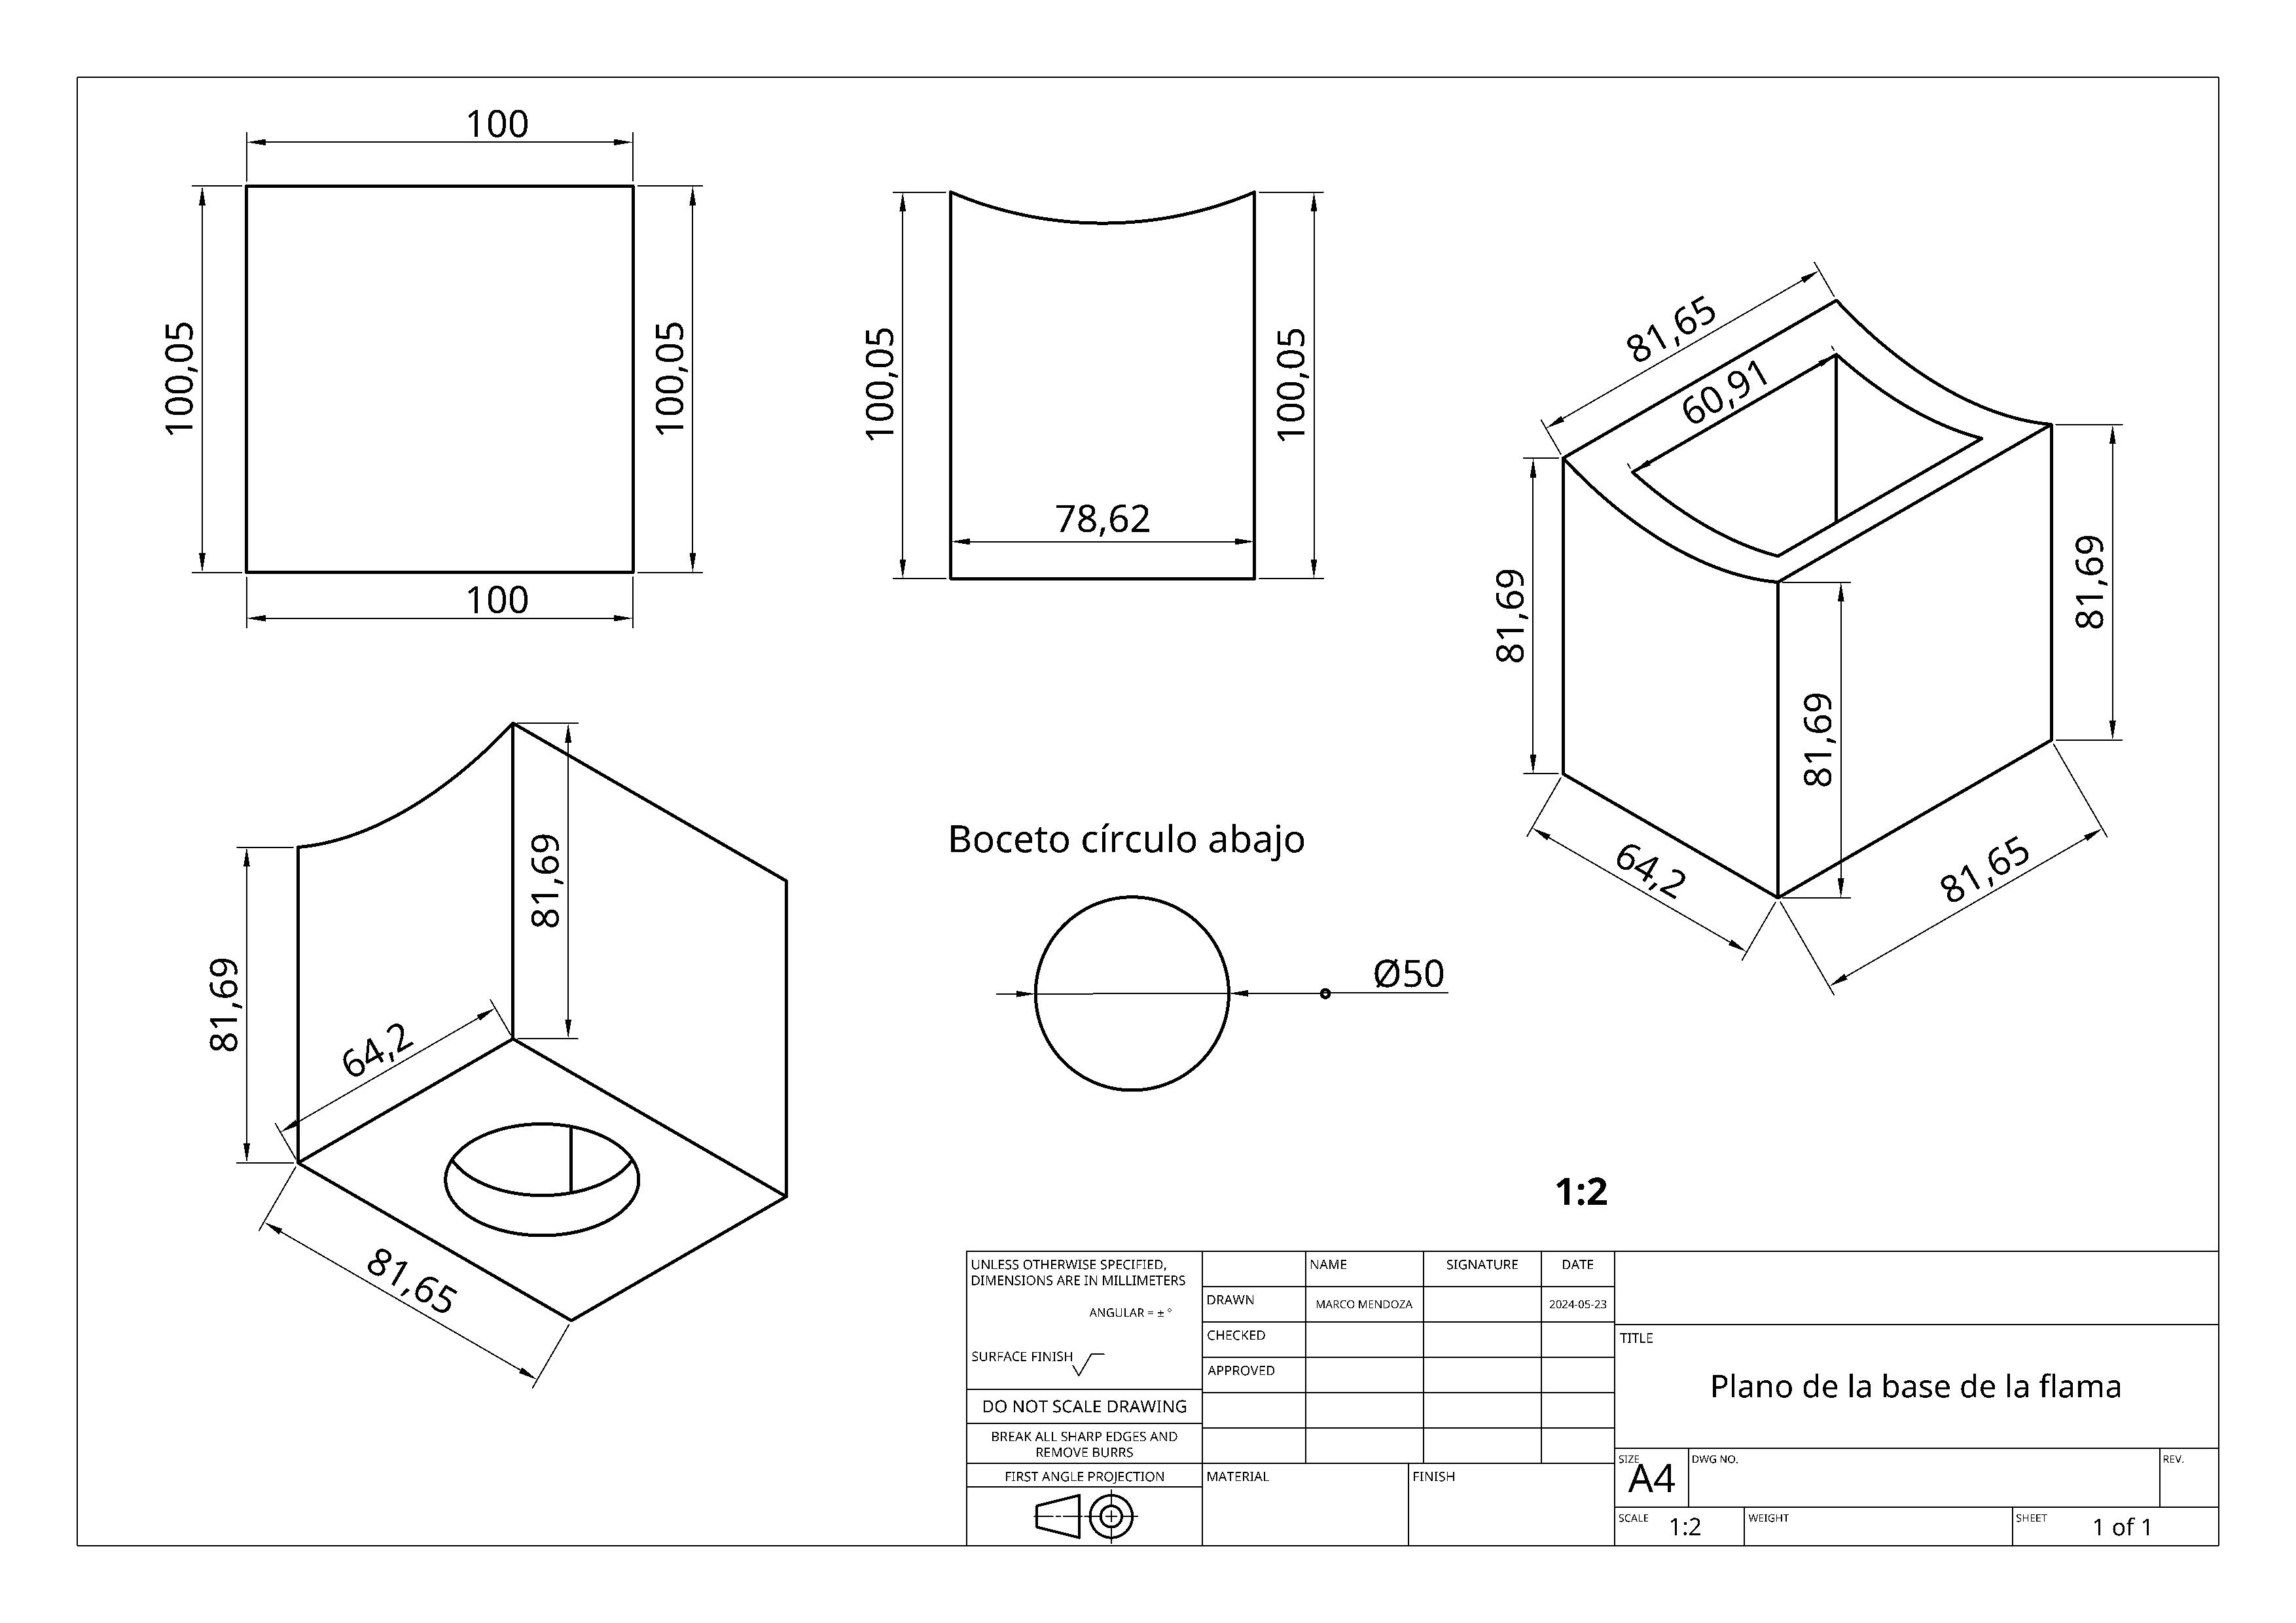 100
100,05
100,05
100
100,05
100,05
78,62
81,65
60,91
81,69
81,69
81,69
64,2
81,65
81,69
81,69
64,2
81,65
Boceto círculo abajo
Ø50
1:2
UNLESS OTHERWISE SPECIFIED,
DIMENSIONS ARE IN MILLIMETERS
ANGULAR = ± °
SURFACE FINISH
DO NOT SCALE DRAWING
BREAK ALL SHARP EDGES AND
REMOVE BURRS
FIRST ANGLE PROJECTION
NAME
SIGNATURE
DATE
DRAWN
MARCO MENDOZA
2024-05-23
CHECKED
APPROVED
MATERIAL
FINISH
TITLE
Plano de la base de la flama
SIZE
A4
DWG NO.
REV.
SCALE
1:2
WEIGHT
SHEET
1 of 1